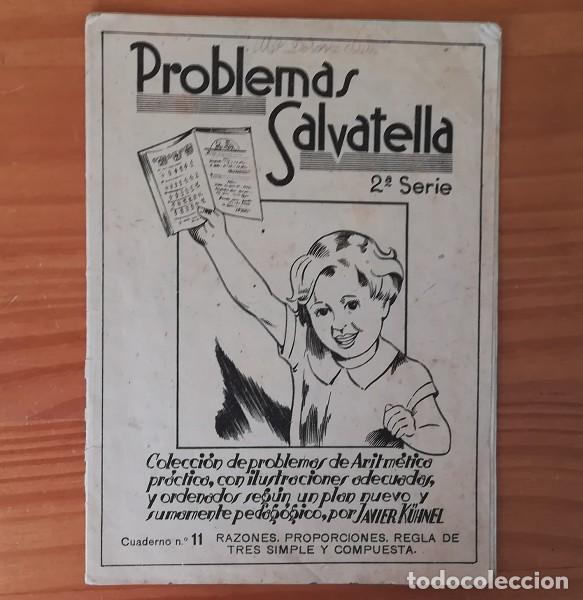 Problemas
Salvatella
2ª Serie
Colección de problemas de Aritmética
práctica, con ilustraciones adecuadas,
y ordenados según un plan nuevo y
sumamente pedagógico, por JAVIER KÜHNEL
Cuaderno n.º 11 RAZONES. PROPORCIONES. REGLA DE
TRES SIMPLE Y COMPUESTA.
todocoleccion.net